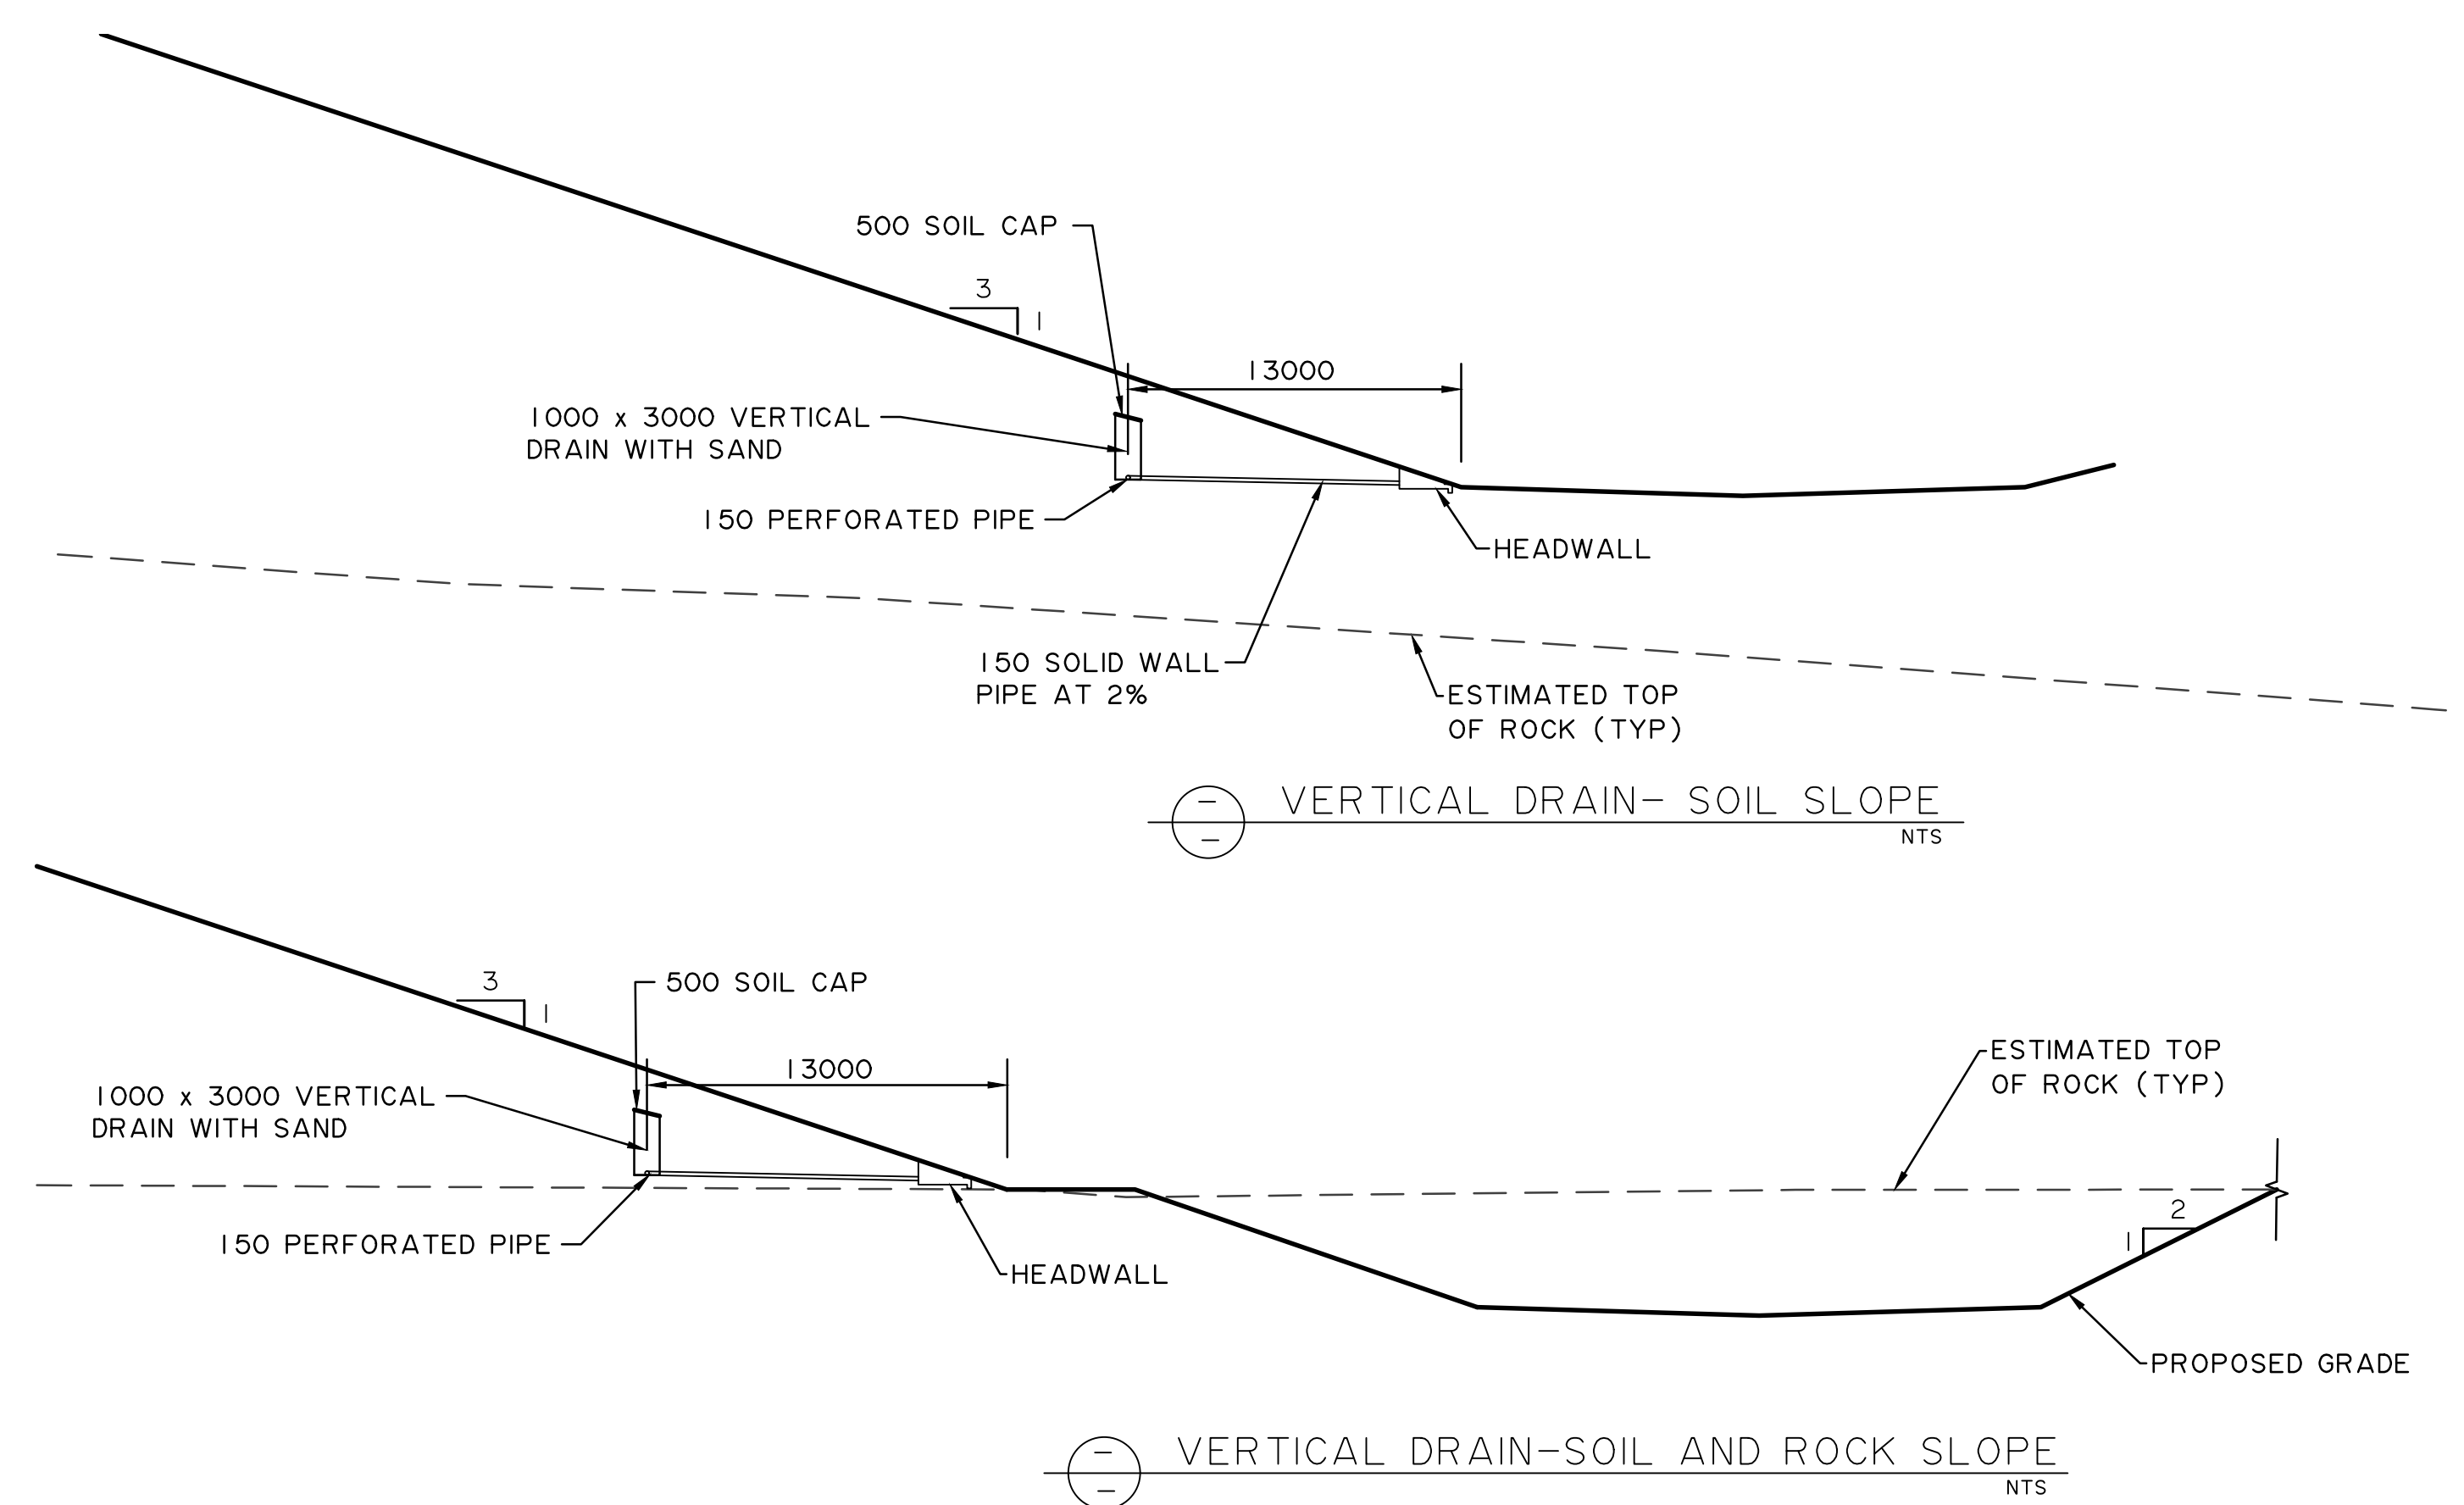 500 SOIL CAP
3
1
13000
1000 x 3000 VERTICAL
DRAIN WITH SAND
150 PERFORATED PIPE
HEADWALL
150 SOLID WALL
PIPE AT 2%
ESTIMATED TOP
OF ROCK (TYP)
VERTICAL DRAIN- SOIL SLOPE
NTS
3
1
500 SOIL CAP
13000
1000 x 3000 VERTICAL
DRAIN WITH SAND
ESTIMATED TOP
OF ROCK (TYP)
2
1
150 PERFORATED PIPE
HEADWALL
PROPOSED GRADE
VERTICAL DRAIN-SOIL AND ROCK SLOPE
NTS